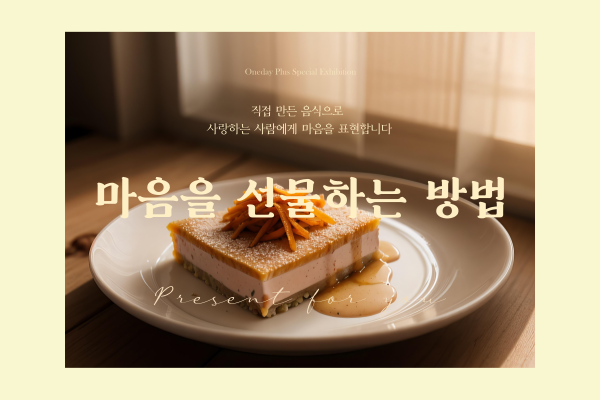 Oneday Plus Special Exhibition
직접 만든 음식으로
사랑하는 사람에게 마음을 표현합니다
마음을 선물하는 방법
Present for you